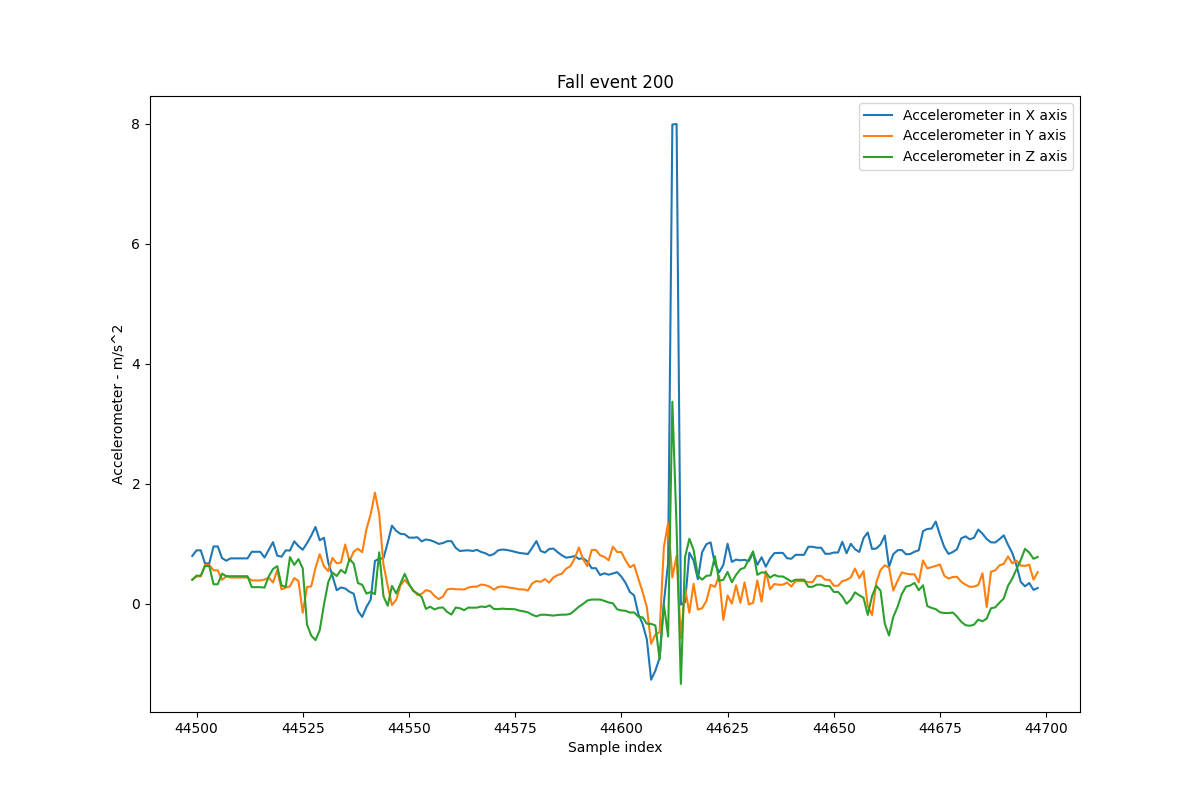 Fall event 200
Accelerometer in X axis
Accelerometer in Y axis
Accelerometer in Z axis
8
6
4
2
0
Accelerometer - m/s^2
44500 44525 44550 44575 44600 44625 44650 44675 44700
Sample index